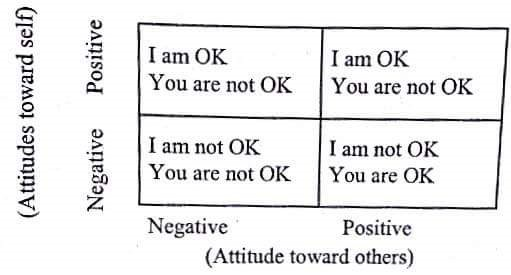 (Attitudes toward self)
Positive
Negative
I am OK
You are not OK
I am OK
You are not OK
I am not OK
You are not OK
I am not OK
You are OK
Negative
Positive
(Attitude toward others)